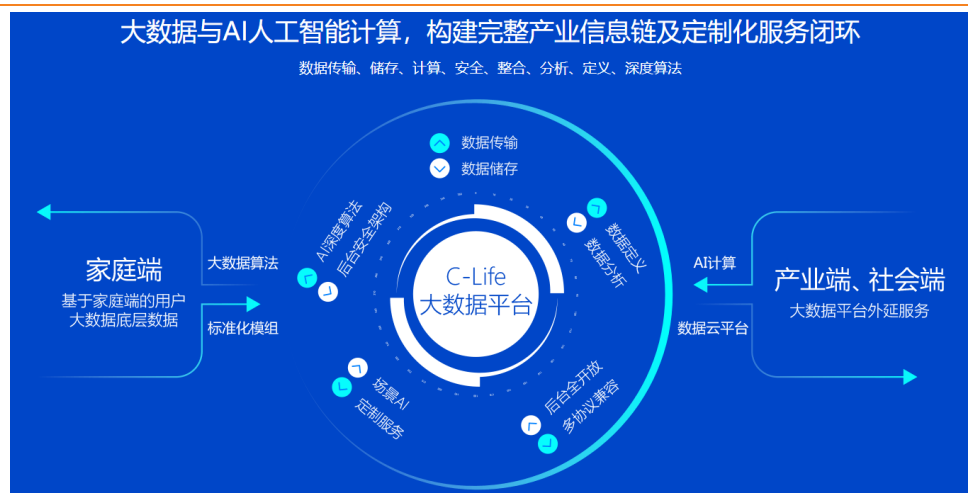 大数据与AI人工智能计算，构建完整产业信息链及定制化服务闭环
数据传输、储存、计算、安全、整合、分析、定义、深度算法
数据传输
数据储存
AI深度算法
后台安全架构
数据定义
数据分析
家庭端
基于家庭端的用户
大数据底层数据
大数据算法
标准化模组
C-Life
大数据平台
AI计算
数据云平台
产业端、社会端
大数据平台外延服务
场景AI
定制服务
后台全开放
多协议兼容